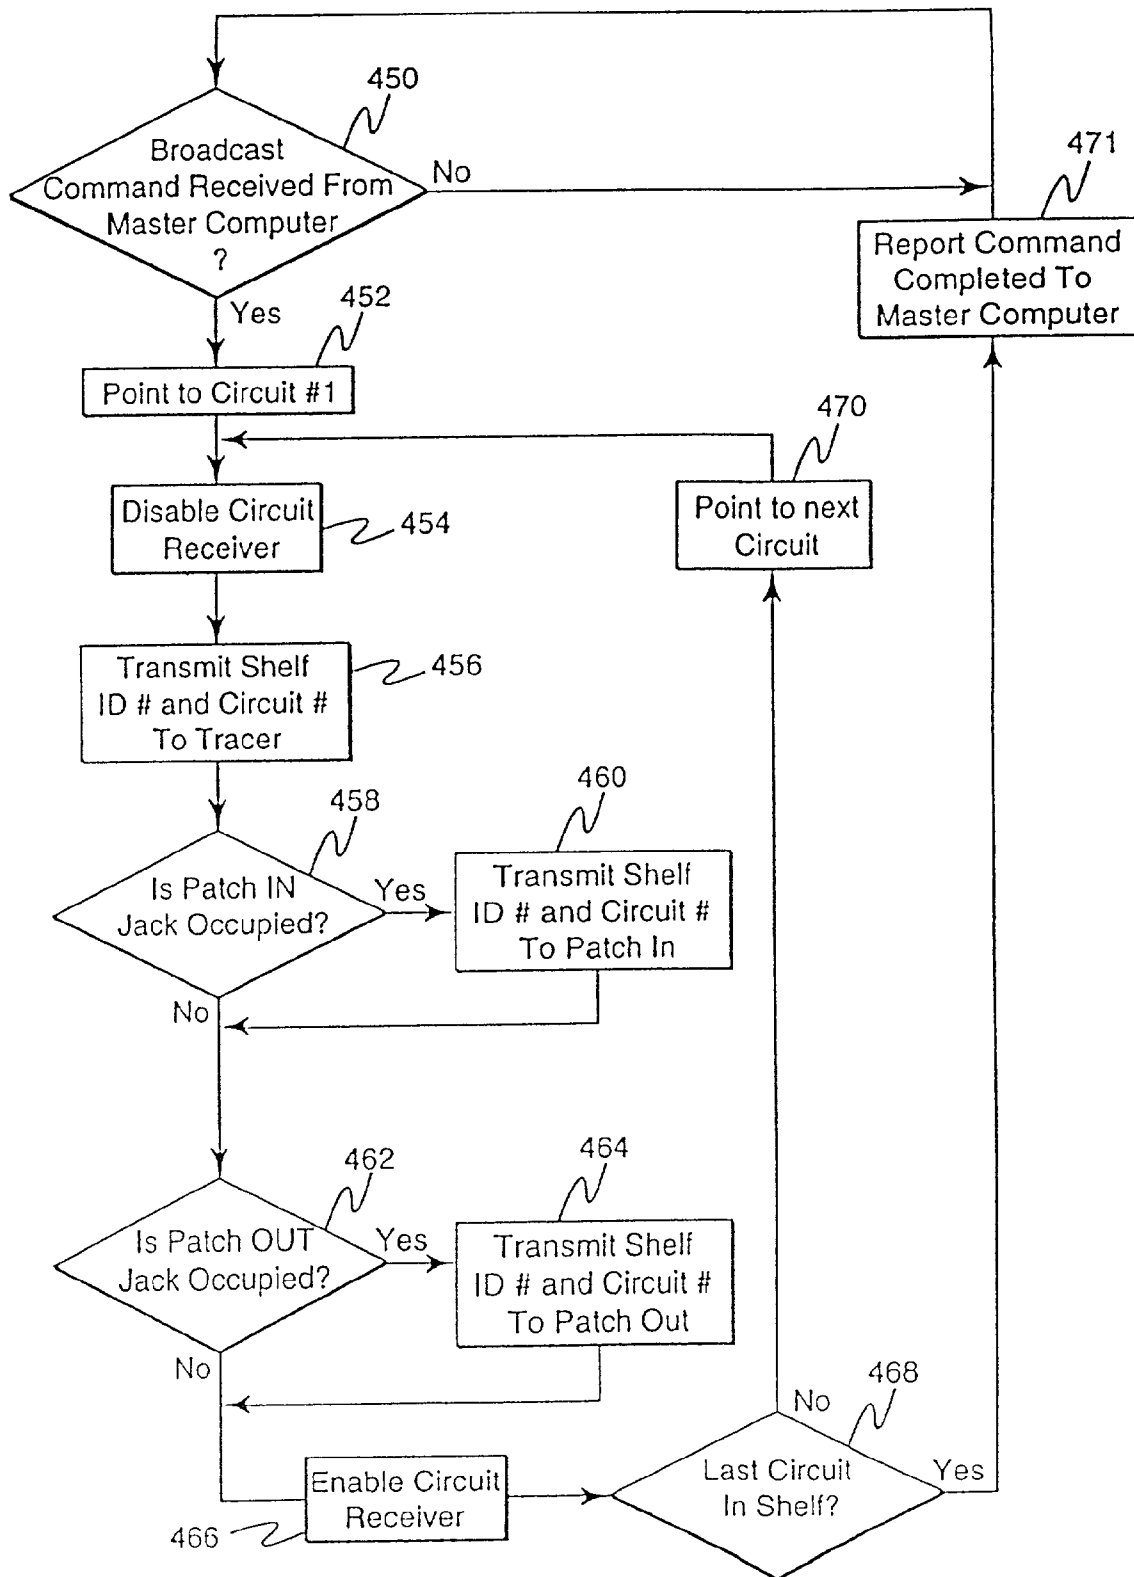 450
Broadcast
Command Received From
Master Computer
?
No
Yes
471
Report Command
Completed To
Master Computer
452
Point to Circuit #1
470
Point to next
Circuit
Disable Circuit
Receiver
454
Transmit Shelf
ID # and Circuit #
To Tracer
456
458
Is Patch IN
Jack Occupied?
Yes
No
460
Transmit Shelf
ID # and Circuit #
To Patch In
462
Is Patch OUT
Jack Occupied?
Yes
No
464
Transmit Shelf
ID # and Circuit #
To Patch Out
Enable Circuit
Receiver
466
468
Last Circuit
In Shelf?
No
Yes